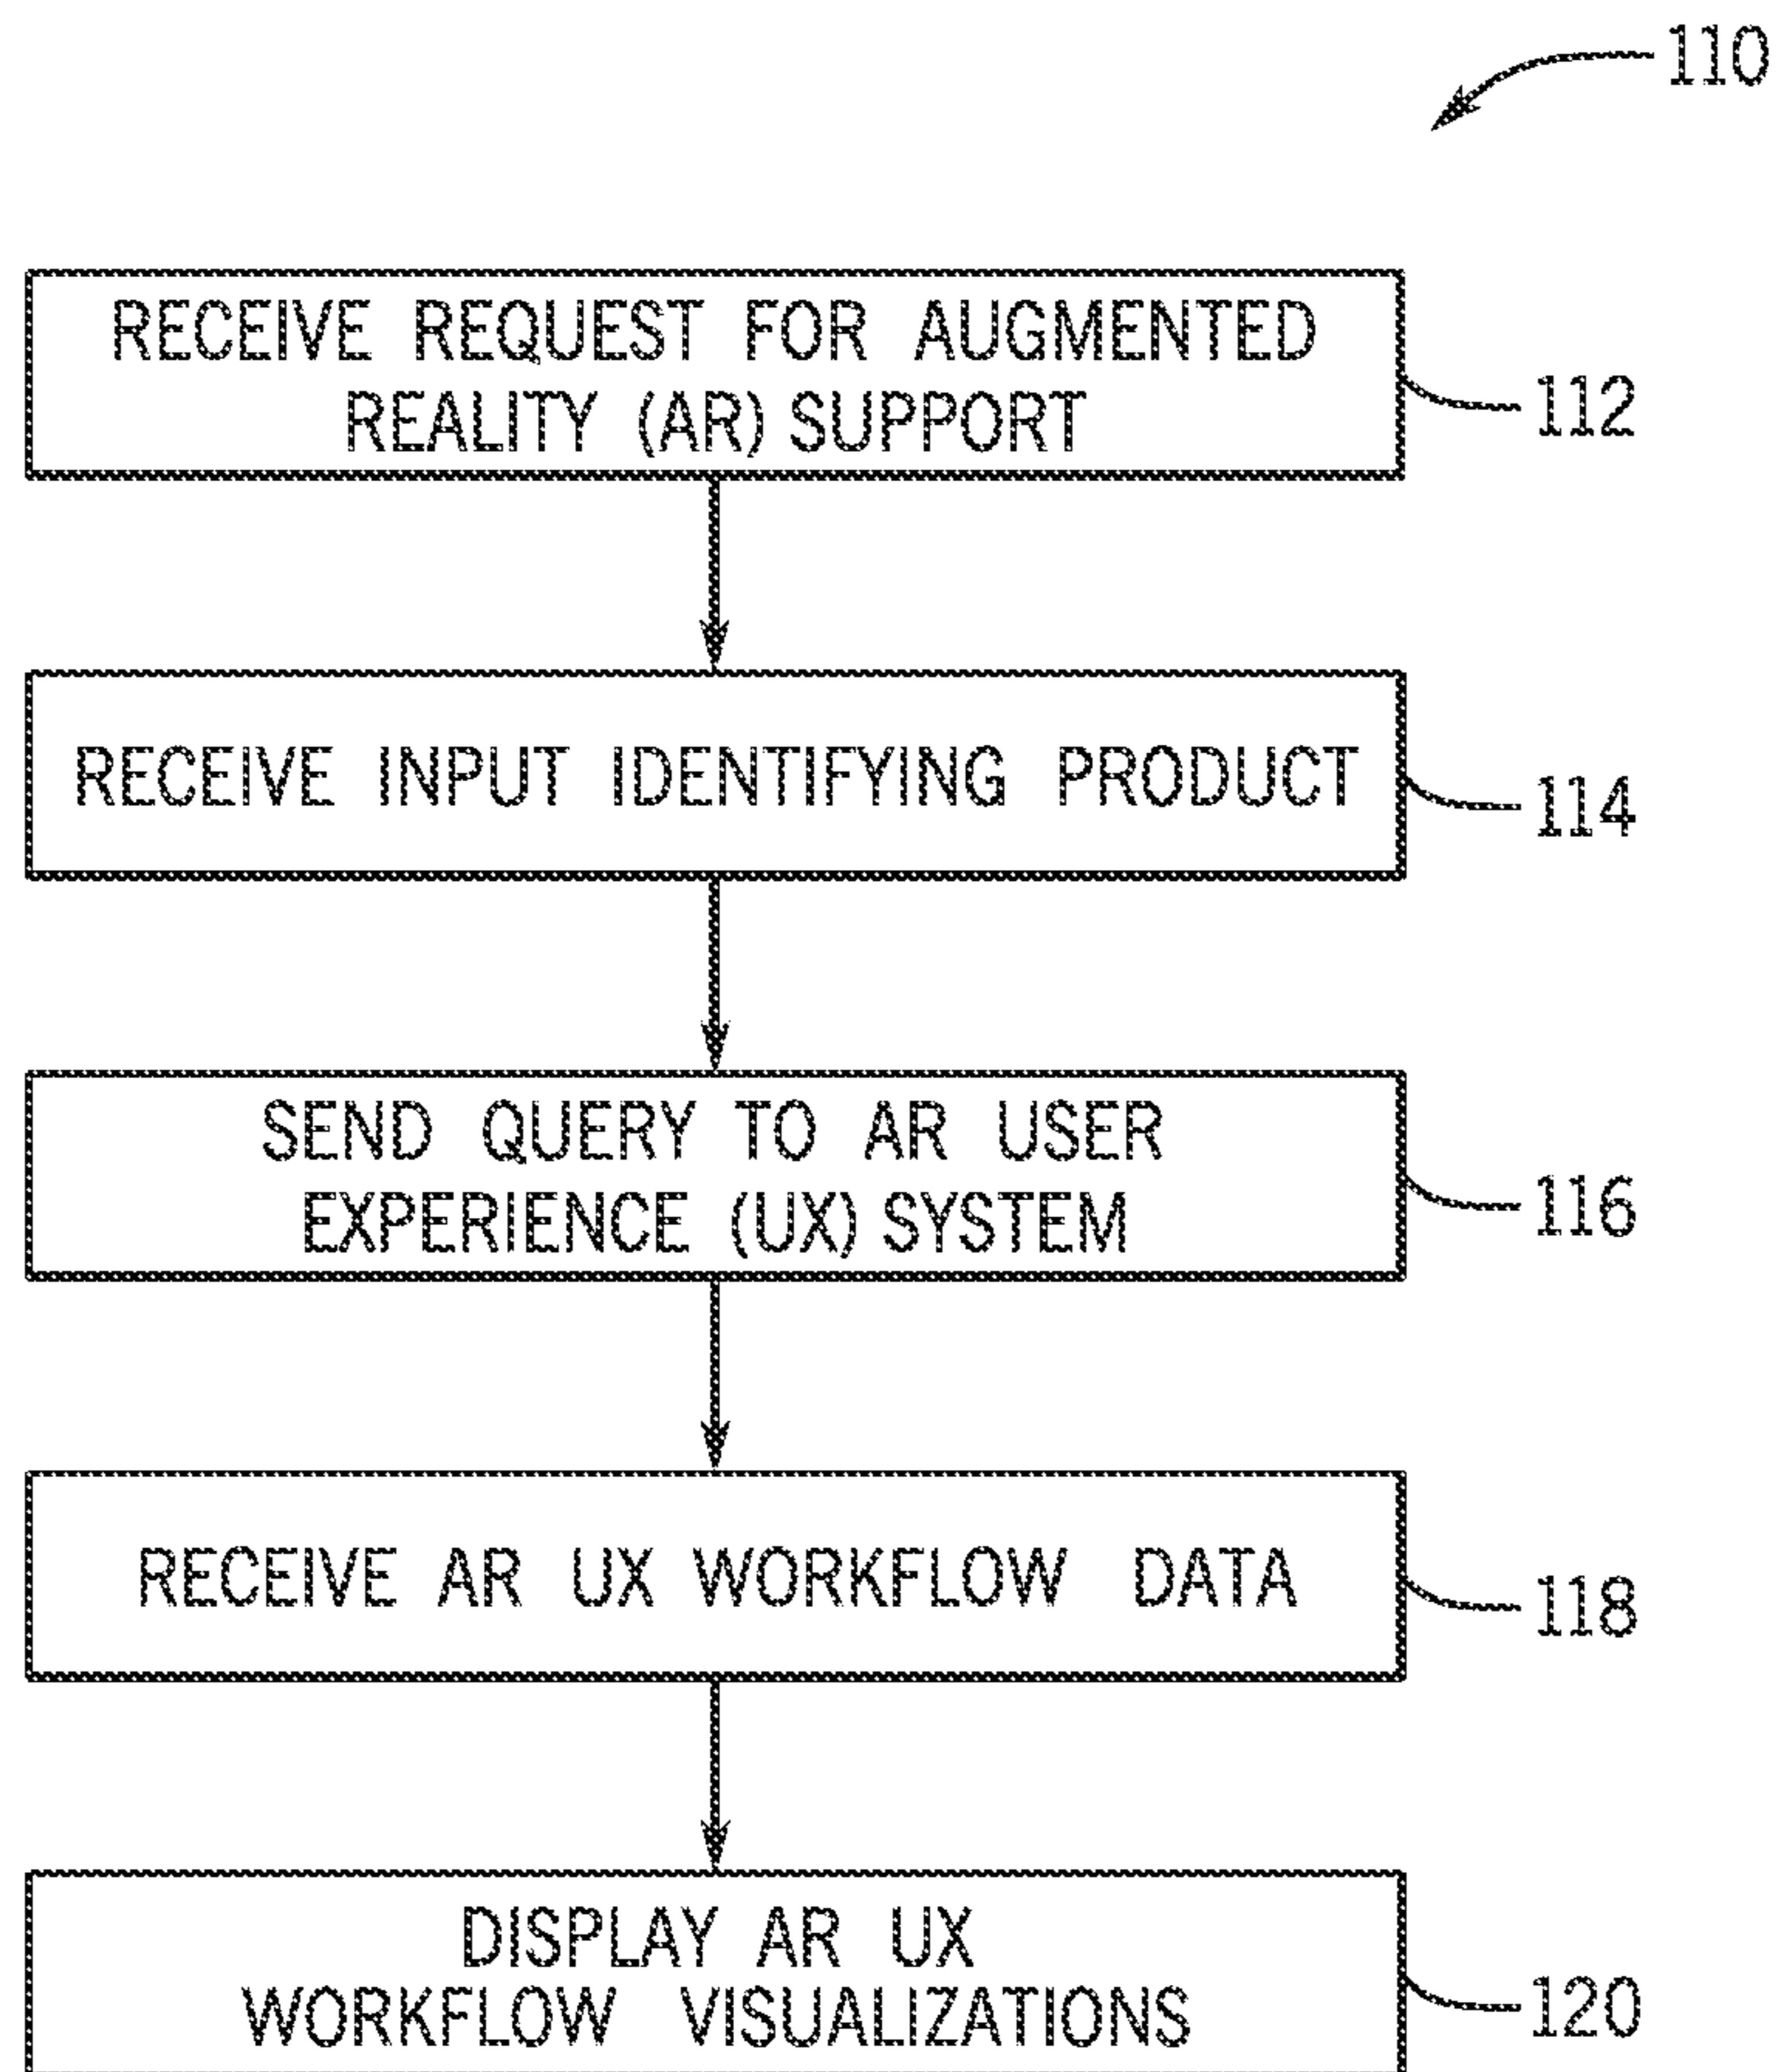 110
RECEIVE REQUEST FOR AUGMENTED
REALITY (AR) SUPPORT
112
RECEIVE INPUT IDENTIFYING PRODUCT
114
SEND QUERY TO AR USER
EXPERIENCE (UX) SYSTEM
116
RECEIVE AR UX WORKFLOW DATA
118
DISPLAY AR UX
WORKFLOW VISUALIZATIONS
120